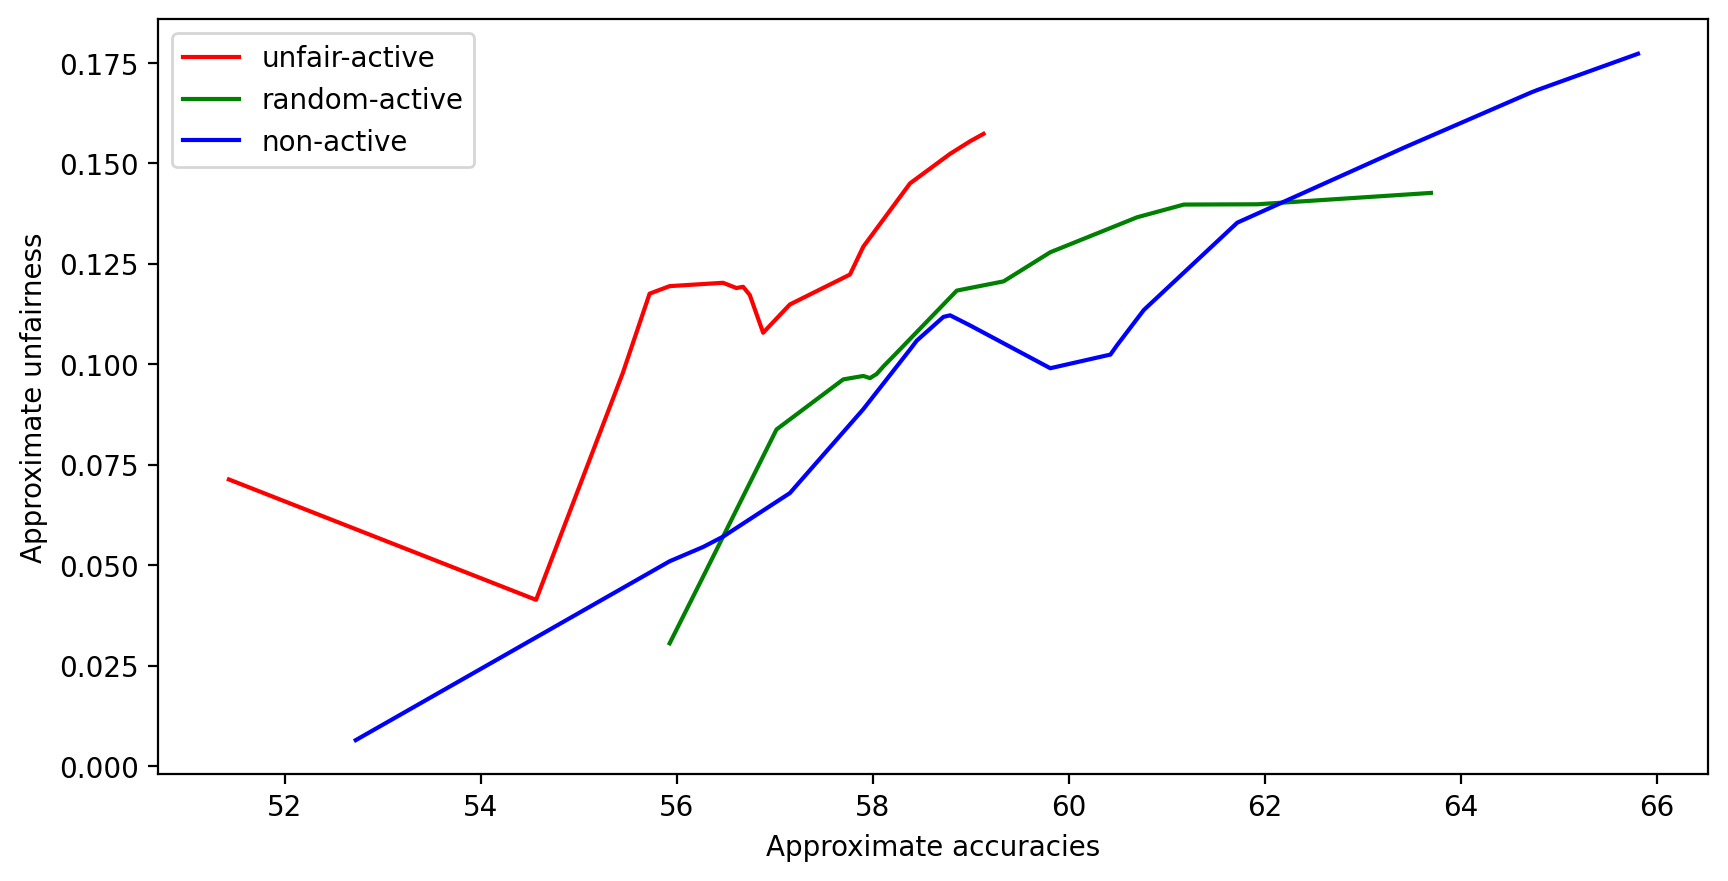 unfair-active
random-active
non-active
Approximate unfairness
0.175
0.150
0.125
0.100
0.075
0.050
0.025
0.000
52 54 56 58 60 62 64 66
Approximate accuracies